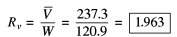 R_v = V̄/W = 237.3/120.9 = 1.963